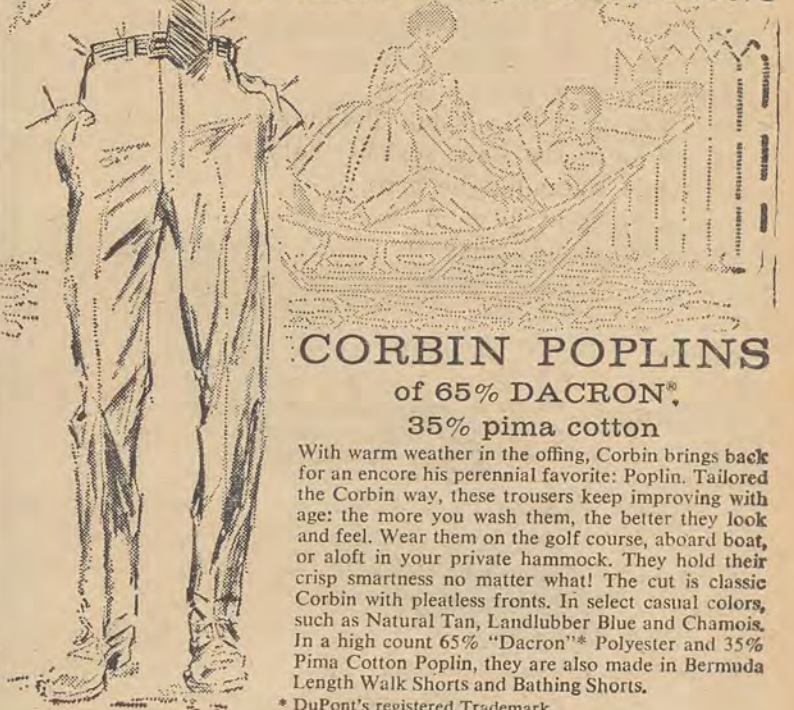 CORBIN POPLINS
of 65% DACRON®,
35% pima cotton
With warm weather in the offing, Corbin brings back
for an encore his perennial favorite: Poplin. Tailored
the Corbin way, these trousers keep improving with
age: the more you wash them, the better they look
and feel. Wear them on the golf course, aboard boat,
or aloft in your private hammock. They hold their
crisp smartness no matter what! The cut is classic
Corbin with pleatless fronts. In select casual colors,
such as Natural Tan, Landlubber Blue and Chamois.
In a high count 65% "Dacron"* Polyester and 35%
Pima Cotton Poplin, they are also made in Bermuda
Length Walk Shorts and Bathing Shorts.
* DuPont's registered Trademark